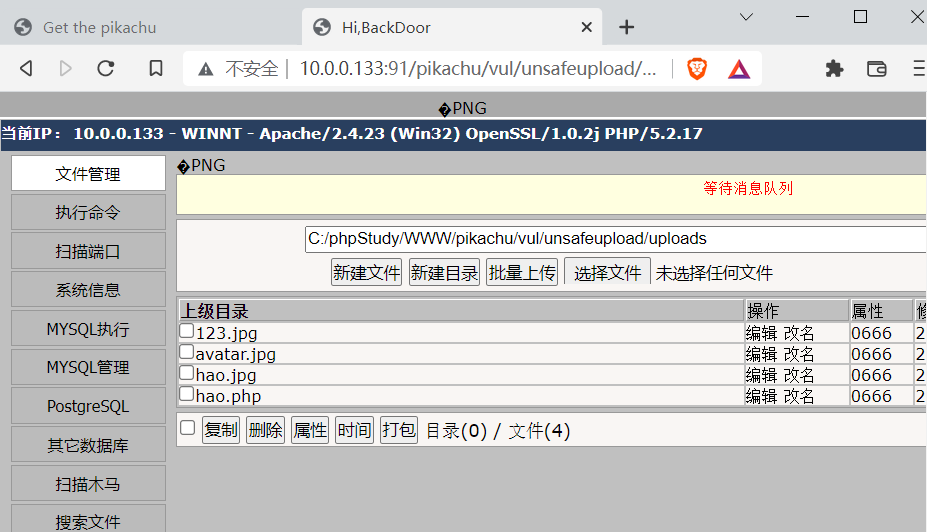 Get the pikachu
Hi,BackDoor
不安全 10.0.0.133:91/pikachu/vul/unsafeupload/...
�PNG
当前IP: 10.0.0.133 - WINNT - Apache/2.4.23 (Win32) OpenSSL/1.0.2j PHP/5.2.17
文件管理
执行命令
扫描端口
系统信息
MYSQL执行
MYSQL管理
PostgreSQL
其它数据库
扫描木马
搜索文件
�PNG
等待消息队列
C:/phpStudy/WWW/pikachu/vul/unsafeupload/uploads
新建文件 新建目录 批量上传 选择文件 未选择任何文件
上级目录 操作 属性
123.jpg 编辑 改名 0666 2
avatar.jpg 编辑 改名 0666 2
hao.jpg 编辑 改名 0666 2
hao.php 编辑 改名 0666 2
复制 删除 属性 时间 打包 目录(0) / 文件(4)